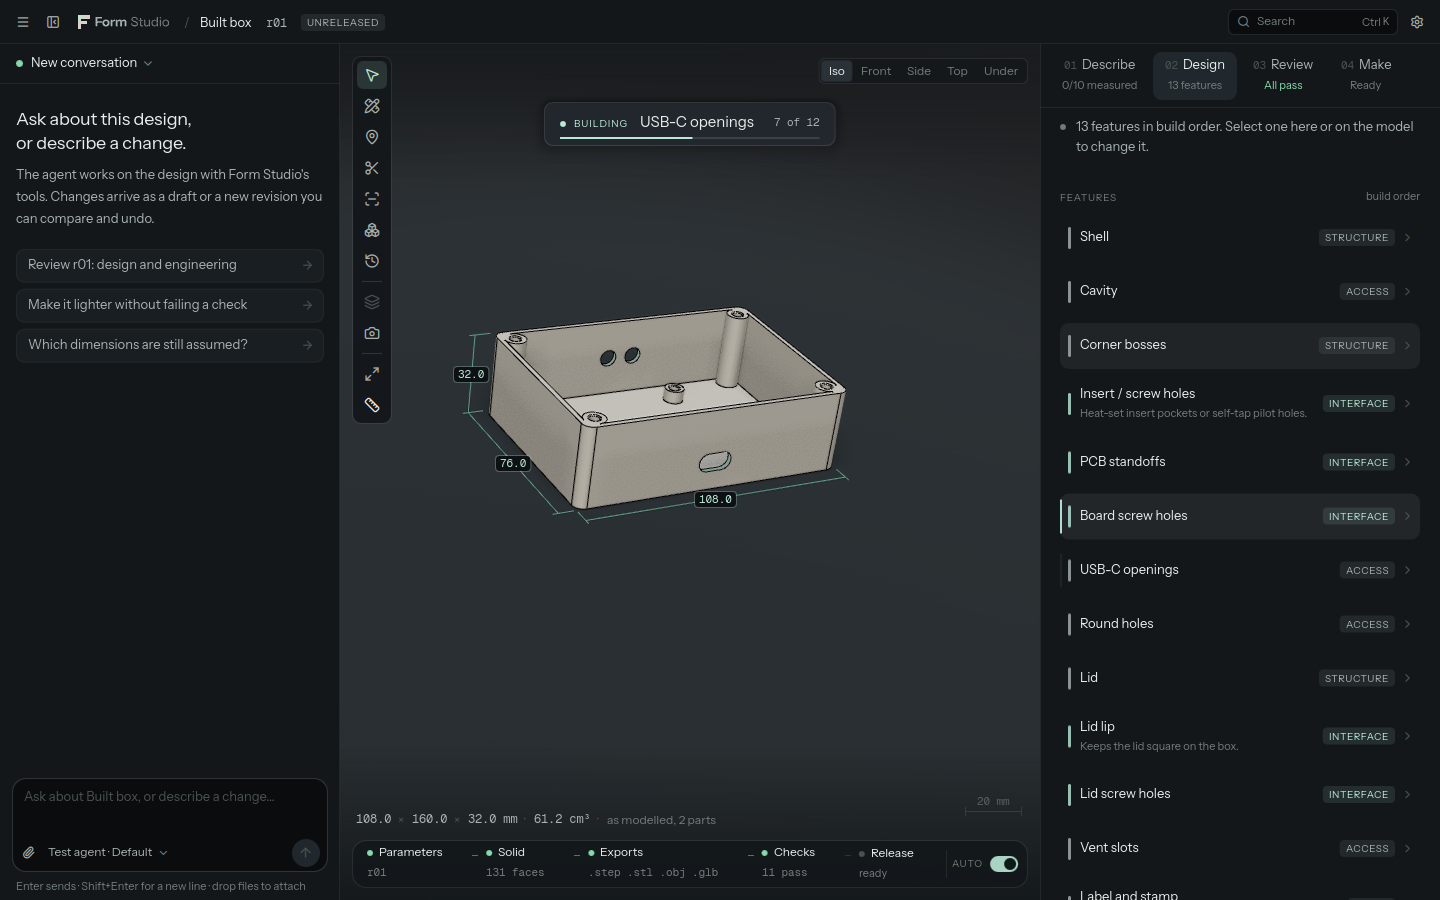 Form Studio / Built box r01 UNRELEASED
Search Ctrl K
New conversation
Ask about this design,
or describe a change.
The agent works on the design with Form Studio's
tools. Changes arrive as a draft or a new revision you
can compare and undo.
Review r01: design and engineering →
Make it lighter without failing a check →
Which dimensions are still assumed? →
Ask about Built box, or describe a change...
Test agent · Default
Enter sends · Shift+Enter for a new line · drop files to attach
Iso Front Side Top Under
BUILDING USB-C openings 7 of 12
32.0
76.0
108.0
20 mm
108.0 × 160.0 × 32.0 mm · 61.2 cm³ · as modelled, 2 parts
Parameters
r01
Solid
131 faces
Exports
.step .stl .obj .glb
Checks
11 pass
Release
ready
AUTO
01 Describe
0/10 measured
02 Design
13 features
03 Review
All pass
04 Make
Ready
13 features in build order. Select one here or on the model
to change it.
FEATURES build order
Shell STRUCTURE
Cavity ACCESS
Corner bosses STRUCTURE
Insert / screw holes INTERFACE
Heat-set insert pockets or self-tap pilot holes.
PCB standoffs INTERFACE
Board screw holes INTERFACE
USB-C openings ACCESS
Round holes ACCESS
Lid STRUCTURE
Lid lip INTERFACE
Keeps the lid square on the box.
Lid screw holes INTERFACE
Vent slots ACCESS
Label and stamp